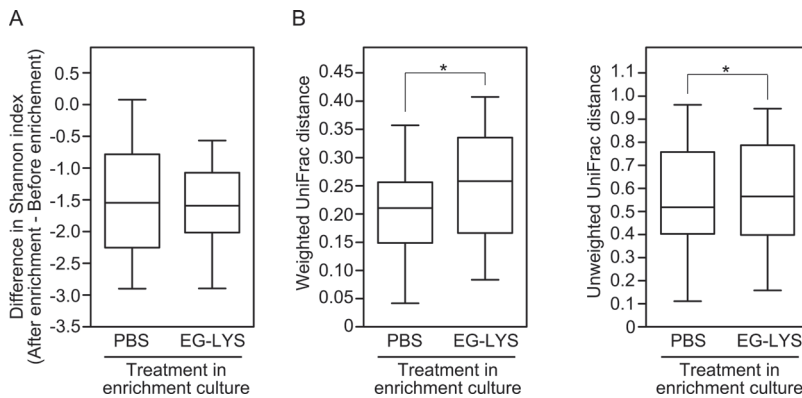 A
Difference in Shannon index
(After enrichment - Before enrichement)
0.5
0.0
-0.5
-1.0
-1.5
-2.0
-2.5
-3.0
-3.5
PBS EG-LYS
Treatment in
enrichment culture
B
Weighted UniFrac distance
0.45
0.40
0.35
0.30
0.25
0.20
0.15
0.10
0.05
0
*
PBS EG-LYS
Treatment in
enrichment culture
Unweighted UniFrac distance
1.1
1.0
0.9
0.8
0.7
0.6
0.5
0.4
0.3
0.2
0.1
0
*
PBS EG-LYS
Treatment in
enrichment culture